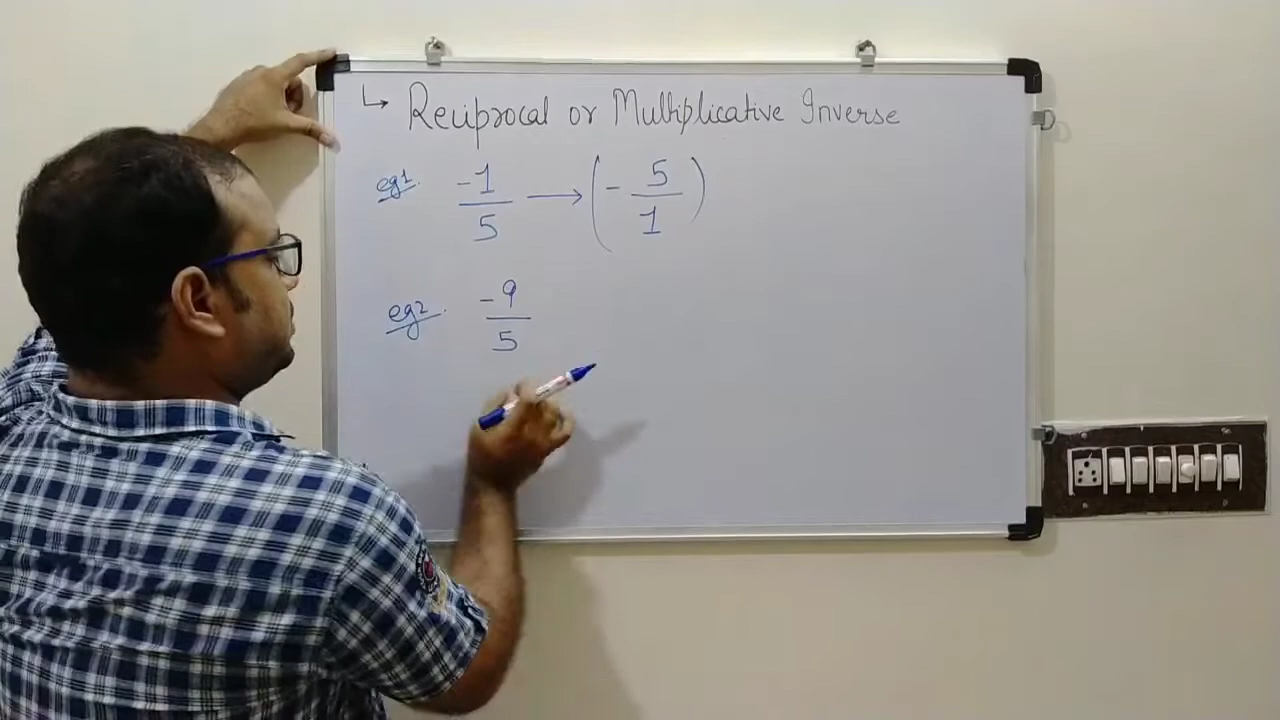 ↳ Reciprocal or Multiplicative Inverse
eg1. -1/5 → (- 5/1)
eg2. -9/5